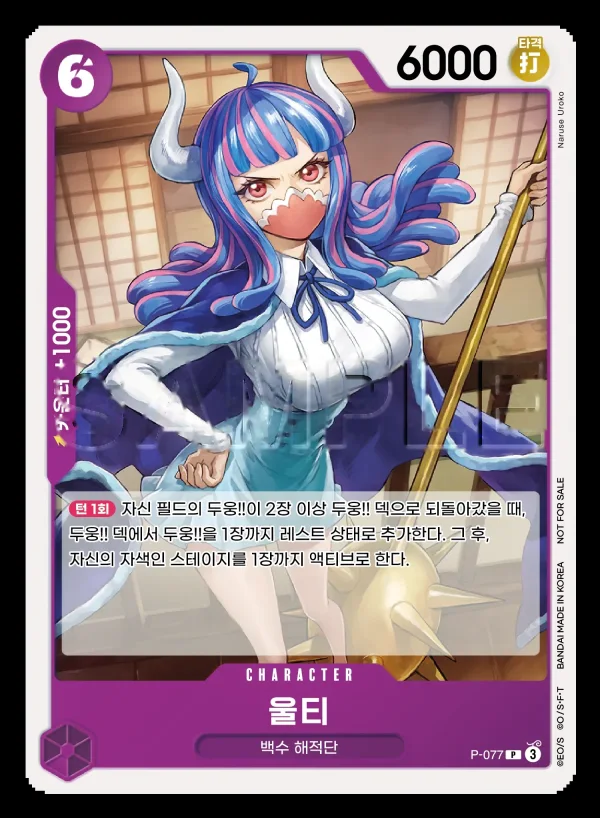 6
6000
타격
打
Naruse Uroko
카운터 +1000
SAMPLE
턴 1회 자신 필드의 두웅!!이 2장 이상 두웅!! 덱으로 되돌아갔을 때,
두웅!! 덱에서 두웅!!을 1장까지 레스트 상태로 추가한다. 그 후,
자신의 자색인 스테이지를 1장까지 액티브로 한다.
BANDAI MADE IN KOREA NOT FOR SALE
©EO/S ©O/S·F·T
CHARACTER
울티
백수 해적단
P-077 P 3